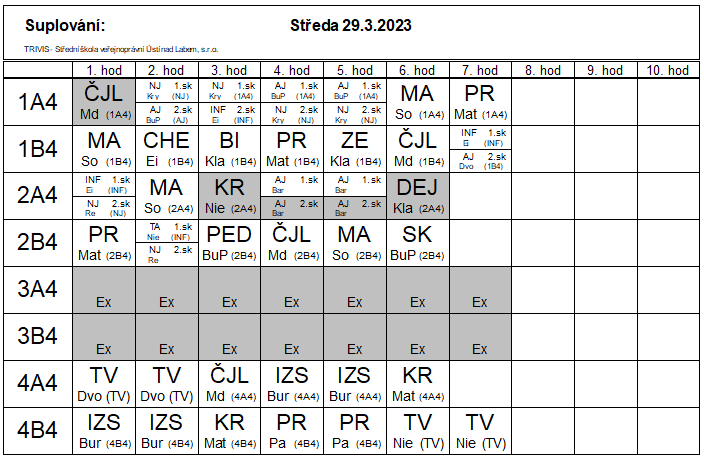 Suplování: Středa 29.3.2023
TRIVIS - Střední škola veřejnoprávní Ústí nad Labem, s.r.o.
1. hod 2. hod 3. hod 4. hod 5. hod 6. hod 7. hod 8. hod 9. hod 10. hod
1A4
ČJL
Md (1A4)
NJ 1.sk
Kry (NJ)
AJ 2.sk
BuP (AJ)
NJ 1.sk
Kry (1A4)
INF 2.sk
Ei (INF)
AJ 1.sk
BuP (1A4)
NJ 2.sk
Kry (NJ)
AJ 1.sk
BuP (1A4)
NJ 2.sk
Kry (NJ)
MA
So (1A4)
PR
Mat (1A4)
1B4
MA
So (1B4)
CHE
Ei (1B4)
BI
Kla (1B4)
PR
Mat (1B4)
ZE
Kla (1B4)
ČJL
Md (1B4)
INF 1.sk
Ei (INF)
AJ 2.sk
Dvo (1B4)
2A4
INF 1.sk
Ei (INF)
NJ 2.sk
Re (NJ)
MA
So (2A4)
KR
Nie (2A4)
AJ 1.sk
Bar
AJ 2.sk
Bar
AJ 1.sk
Bar
AJ 2.sk
Bar
DEJ
Kla (2A4)
2B4
PR
Mat (2B4)
TA 1.sk
Nie (INF)
NJ 2.sk
Re
PED
BuP (2B4)
ČJL
Md (2B4)
MA
So (2B4)
SK
BuP (2B4)
3A4
Ex Ex Ex Ex Ex Ex Ex
3B4
Ex Ex Ex Ex Ex Ex Ex
4A4
TV
Dvo (TV)
TV
Dvo (TV)
ČJL
Md (4A4)
IZS
Bur (4A4)
IZS
Bur (4A4)
KR
Mat (4A4)
4B4
IZS
Bur (4B4)
IZS
Bur (4B4)
KR
Mat (4B4)
PR
Pa (4B4)
PR
Pa (4B4)
TV
Nie (TV)
TV
Nie (TV)